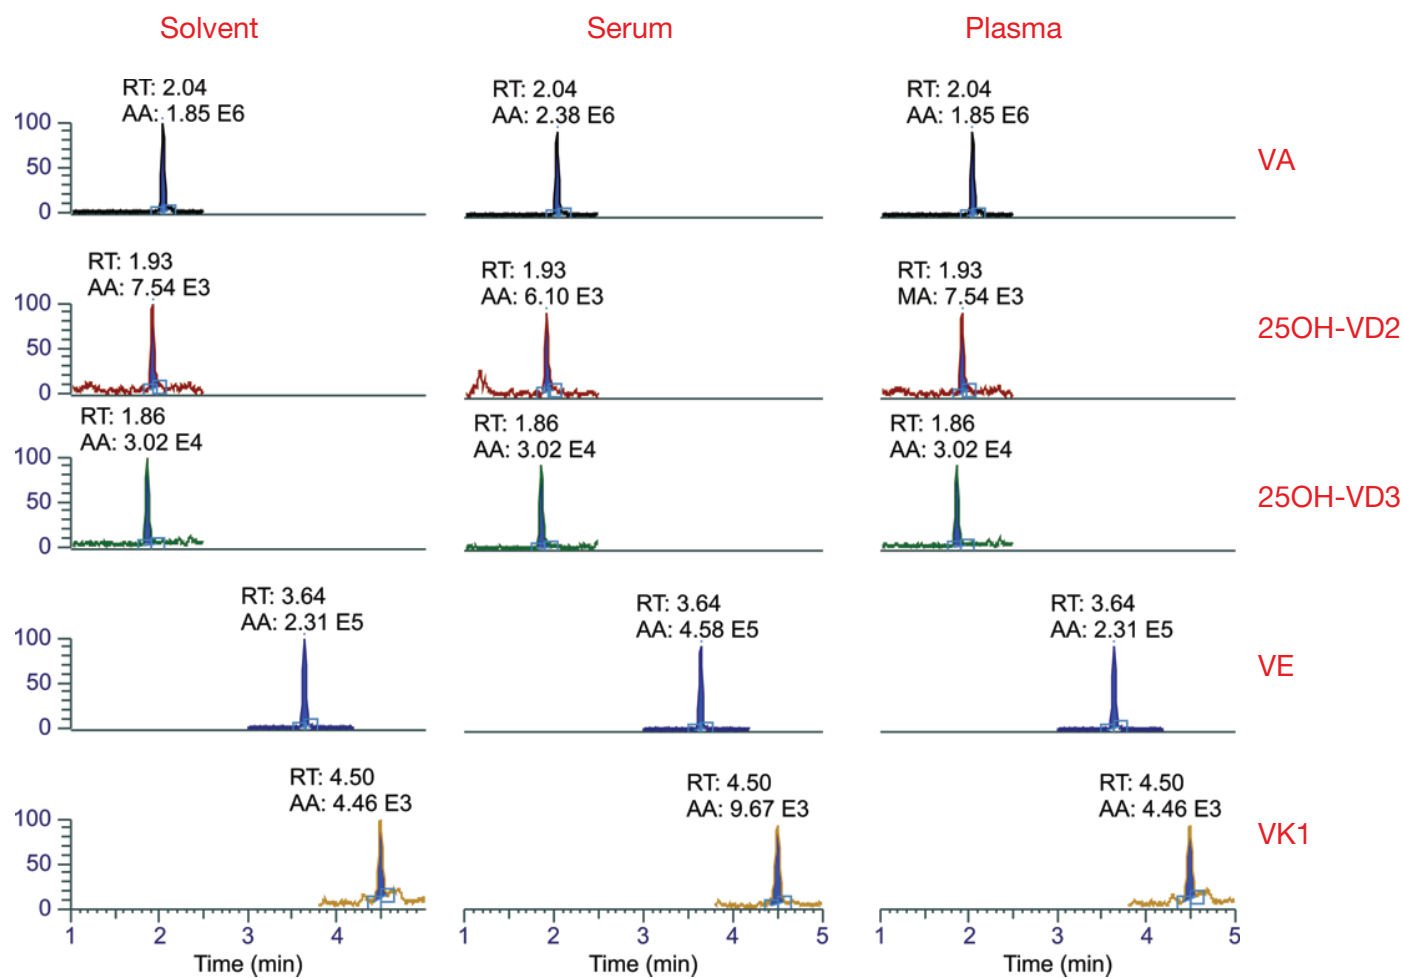 Solvent
Serum
Plasma
RT: 2.04
AA: 1.85 E6
RT: 2.04
AA: 2.38 E6
RT: 2.04
AA: 1.85 E6
100
50
0
VA
RT: 1.93
AA: 7.54 E3
RT: 1.93
AA: 6.10 E3
RT: 1.93
MA: 7.54 E3
100
50
0
25OH-VD2
RT: 1.86
AA: 3.02 E4
RT: 1.86
AA: 3.02 E4
RT: 1.86
AA: 3.02 E4
100
50
0
25OH-VD3
RT: 3.64
AA: 2.31 E5
RT: 3.64
AA: 4.58 E5
RT: 3.64
AA: 2.31 E5
100
50
0
VE
RT: 4.50
AA: 4.46 E3
RT: 4.50
AA: 9.67 E3
RT: 4.50
AA: 4.46 E3
100
50
0
VK1
1 2 3 4
1 2 3 4 5
1 2 3 4 5
Time (min)
Time (min)
Time (min)